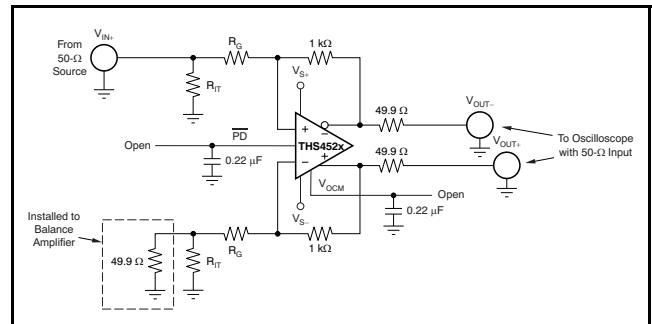 V_IN+
From
50-Ω
Source
R_G
1 kΩ
R_IT
V_S+
49.9 Ω
V_OUT−
PD
Open
0.22 µF
THS452x
49.9 Ω
V_OUT+
To Oscilloscope
with 50-Ω Input
V_OCM
Open
0.22 µF
V_S−
Installed to
Balance
Amplifier
49.9 Ω
R_IT
R_G
1 kΩ